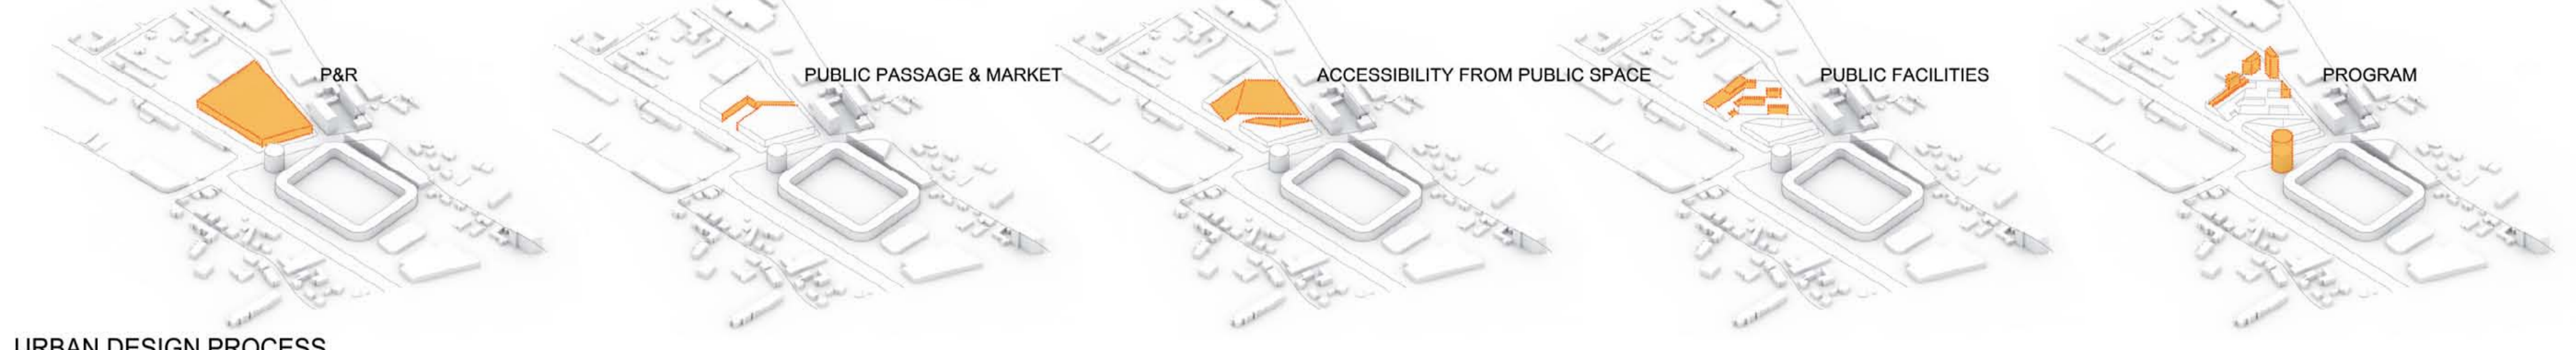 P&R
PUBLIC PASSAGE & MARKET
ACCESSIBILITY FROM PUBLIC SPACE
PUBLIC FACILITIES
PROGRAM
URBAN DESIGN PROCESS